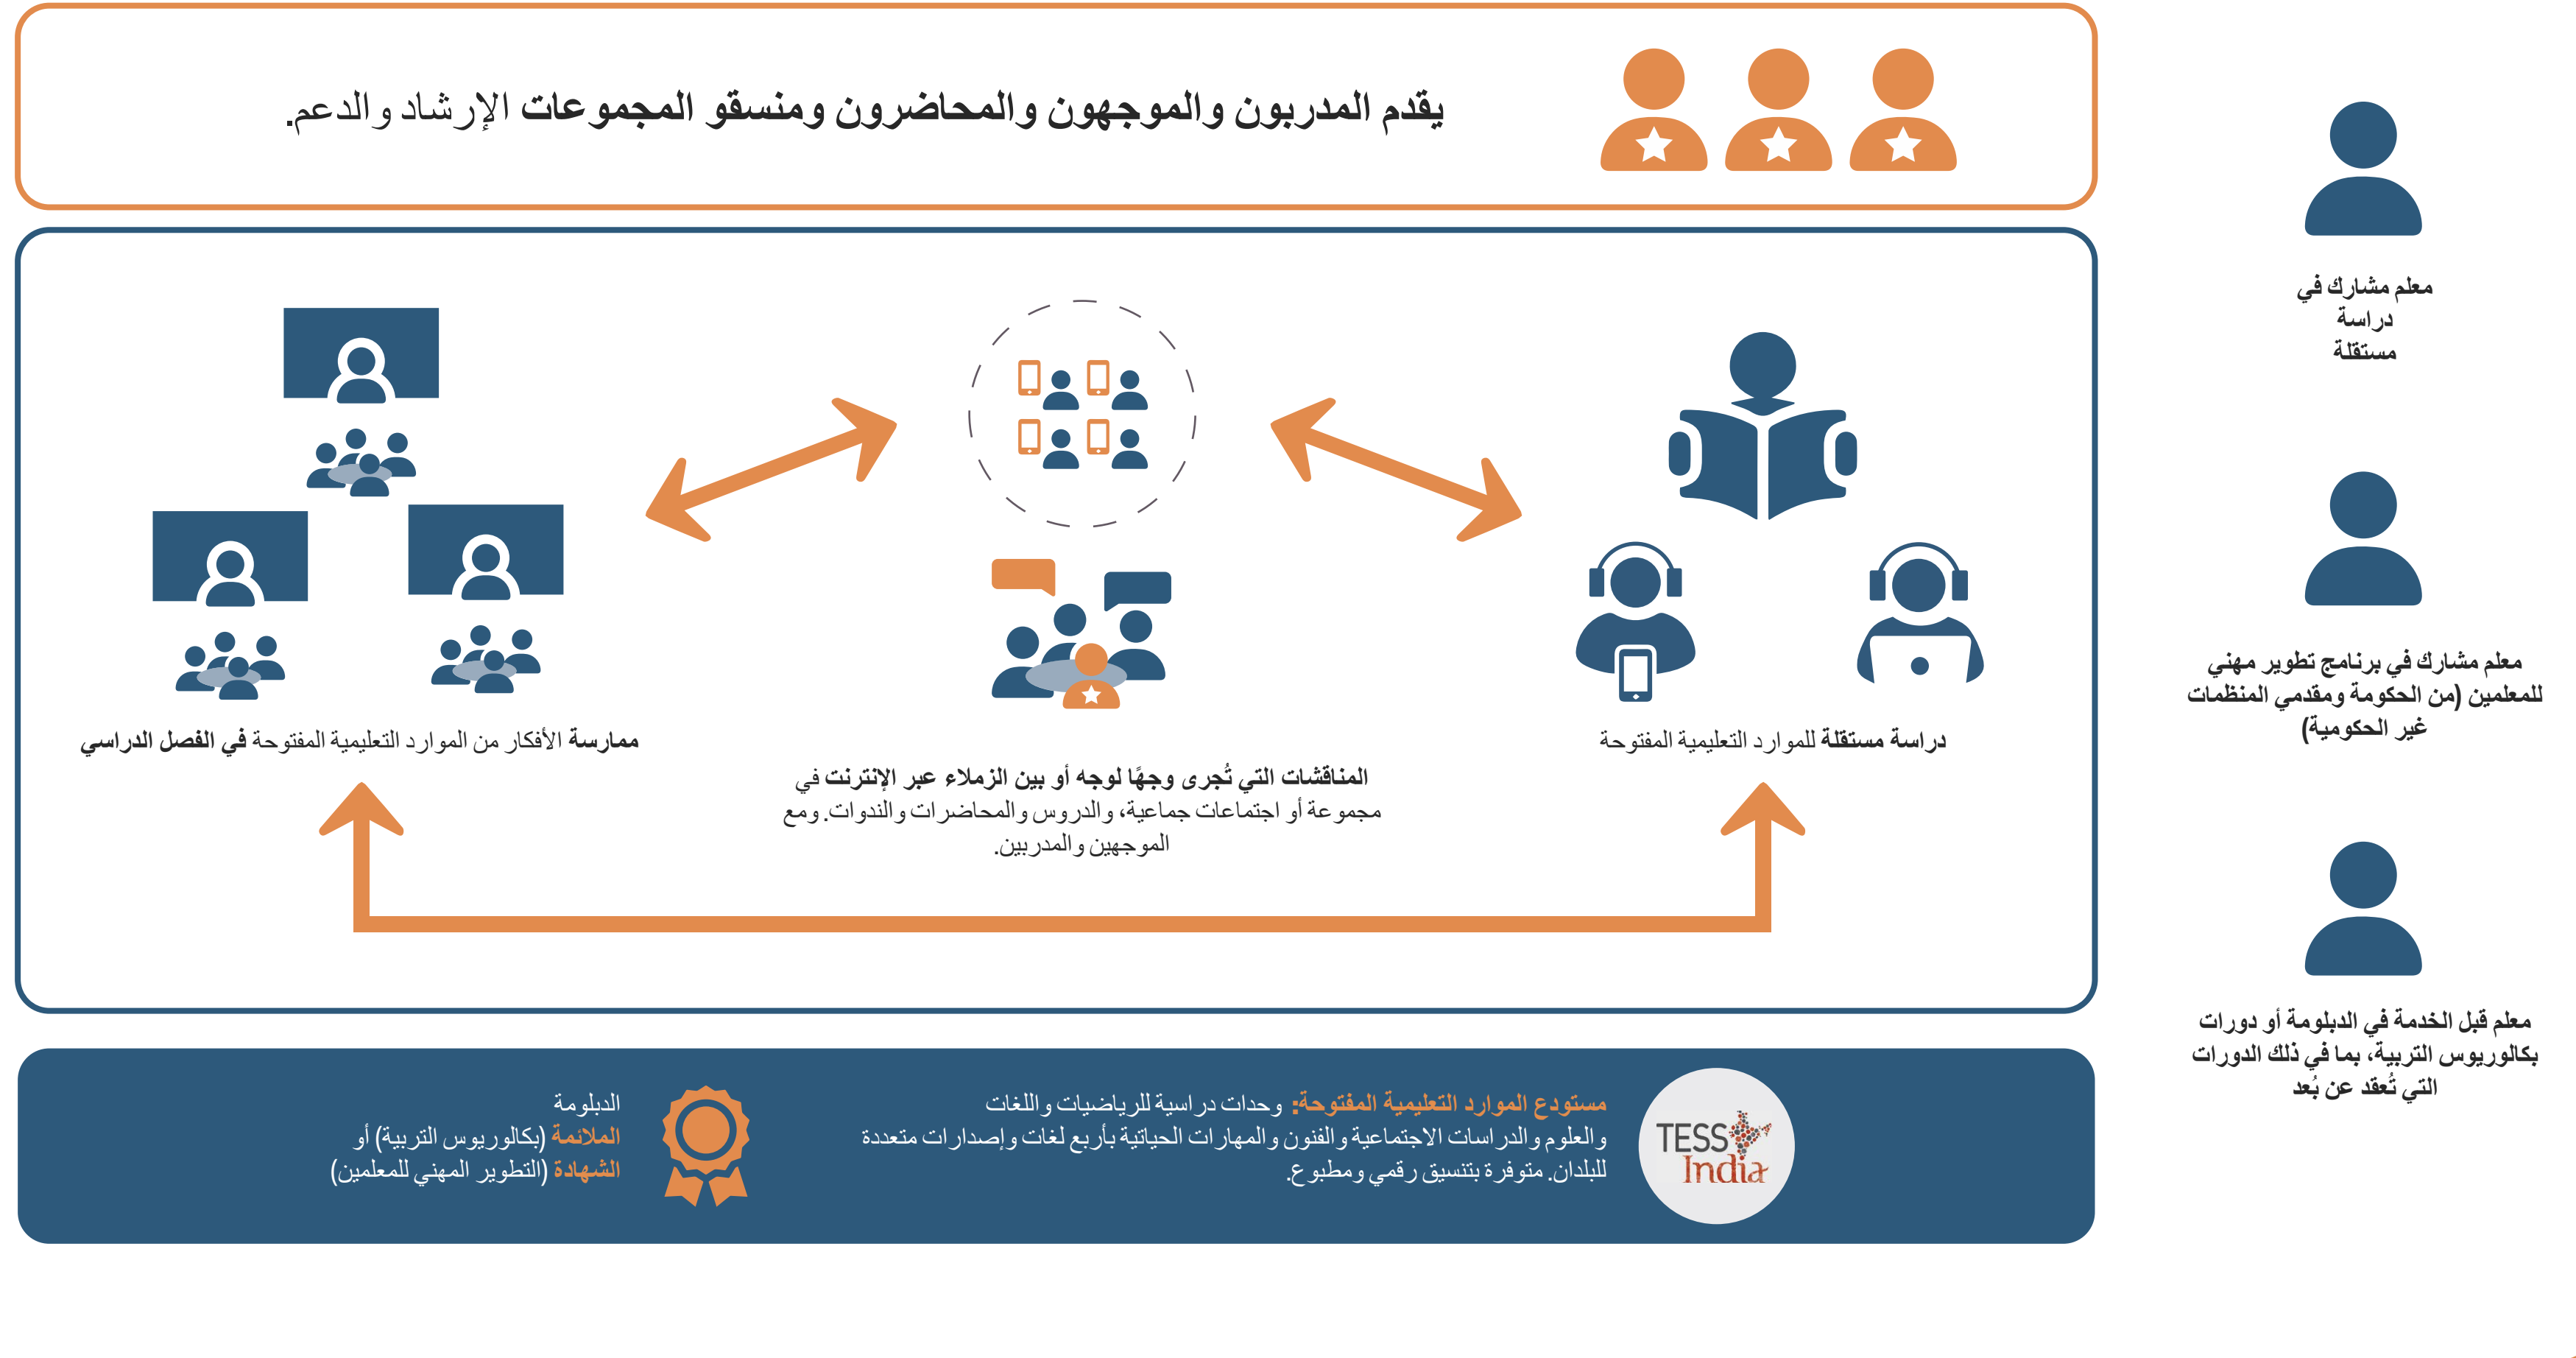 يقدم المدربون والموجهون والمحاضرون ومنسقو المجموعات الإرشاد والدعم.
معلم مشارك في
دراسة
مستقلة
معلم مشارك في برنامج تطوير مهني
للمعلمين (من الحكومة ومقدمي المنظمات
غير الحكومية)
معلم قبل الخدمة في الدبلومة أو دورات
بكالوريوس التربية، بما في ذلك الدورات
التي تُعقد عن بُعد
دراسة مستقلة للموارد التعليمية المفتوحة
المناقشات التي تُجرى وجهًا لوجه أو بين الزملاء عبر الإنترنت في
مجموعة أو اجتماعات جماعية، والدروس والمحاضرات والندوات. ومع
الموجهين والمدربين.
ممارسة الأفكار من الموارد التعليمية المفتوحة في الفصل الدراسي
TESS
India
مستودع الموارد التعليمية المفتوحة: وحدات دراسية للرياضيات واللغات
والعلوم والدراسات الاجتماعية والفنون والمهارات الحياتية بأربع لغات وإصدارات متعددة
للبلدان. متوفرة بتنسيق رقمي ومطبوع.
الدبلومة
الملائمة (بكالوريوس التربية) أو
الشهادة (التطوير المهني للمعلمين)